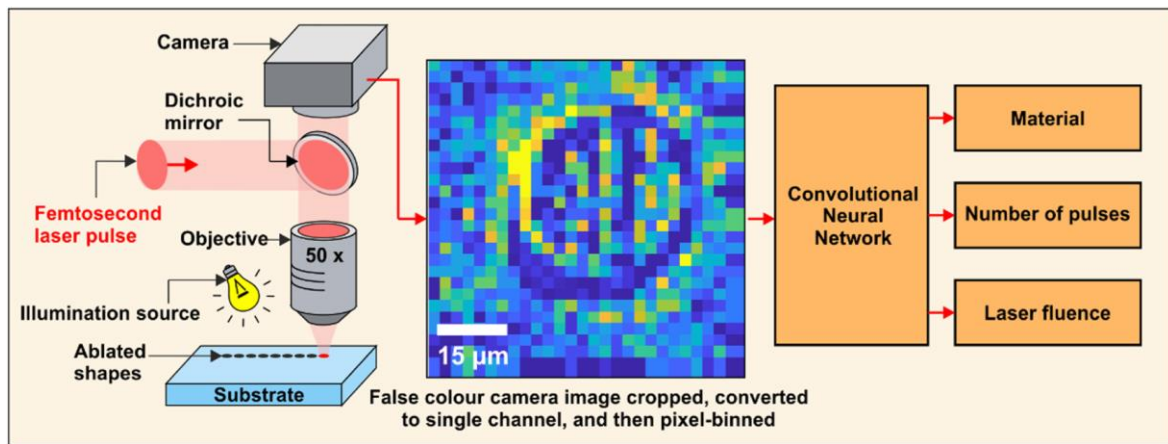 Camera
Dichroic
mirror
Femtosecond
laser pulse
Objective
50 x
Illumination source
Ablated
shapes
Substrate
15 µm
False colour camera image cropped, converted
to single channel, and then pixel-binned
Convolutional
Neural
Network
Material
Number of pulses
Laser fluence